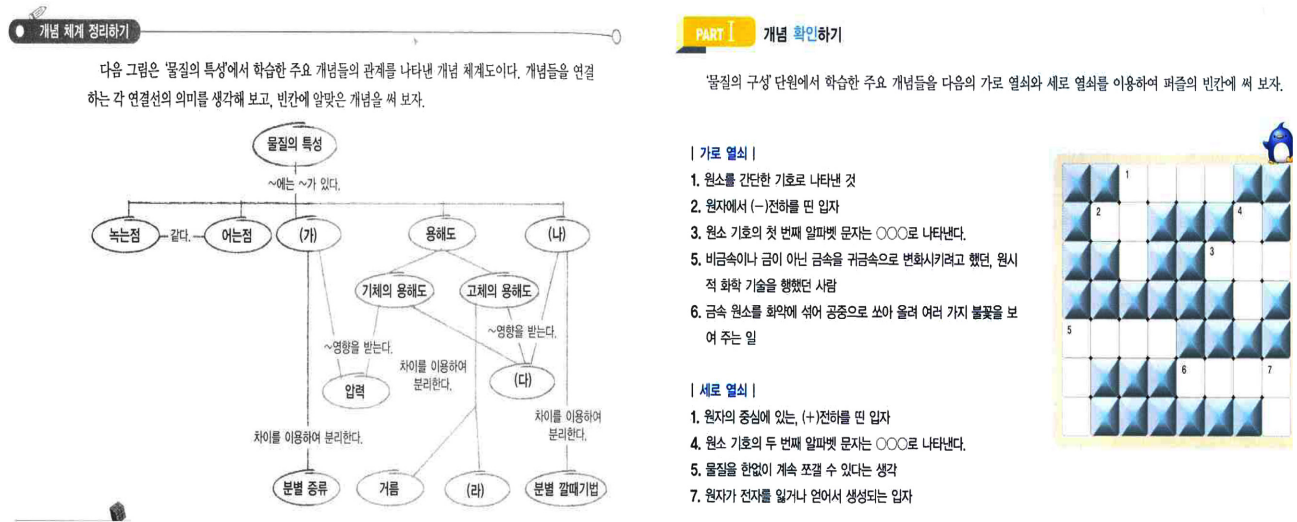 개념 체계 정리하기
다음 그림은 '물질의 특성'에서 학습한 주요 개념들의 관계를 나타낸 개념 체계도이다. 개념들을 연결
하는 각 연결선의 의미를 생각해 보고, 빈칸에 알맞은 개념을 써 보자.
물질의 특성
~에는 ~가 있다.
녹는점
같다.
어는점
(가)
용해도
(나)
기체의 용해도
고체의 용해도
~영향을 받는다.
~영향을 받는다.
차이를 이용하여
분리한다.
압력
(다)
차이를 이용하여
분리한다.
차이를 이용하여 분리한다.
분별 증류
거름
(라)
분별 깔때기법
PART I
개념 확인하기
'물질의 구성' 단원에서 학습한 주요 개념들을 다음의 가로 열쇠와 세로 열쇠를 이용하여 퍼즐의 빈칸에 써 보자.
| 가로 열쇠 |
1. 원소를 간단한 기호로 나타낸 것
2. 원자에서 (-)전하를 띤 입자
3. 원소 기호의 첫 번째 알파벳 문자는 ○○○로 나타낸다.
5. 비금속이나 금이 아닌 금속을 귀금속으로 변화시키려고 했던, 원시
적 화학 기술을 행했던 사람
6. 금속 원소를 화약에 섞어 공중으로 쏘아 올려 여러 가지 불꽃을 보
여 주는 일
| 세로 열쇠 |
1. 원자의 중심에 있는, (+)전하를 띤 입자
4. 원소 기호의 두 번째 알파벳 문자는 ○○○로 나타낸다.
5. 물질을 한없이 계속 쪼갤 수 있다는 생각
7. 원자가 전자를 잃거나 얻어서 생성되는 입자
1
2
4
3
5
6
7